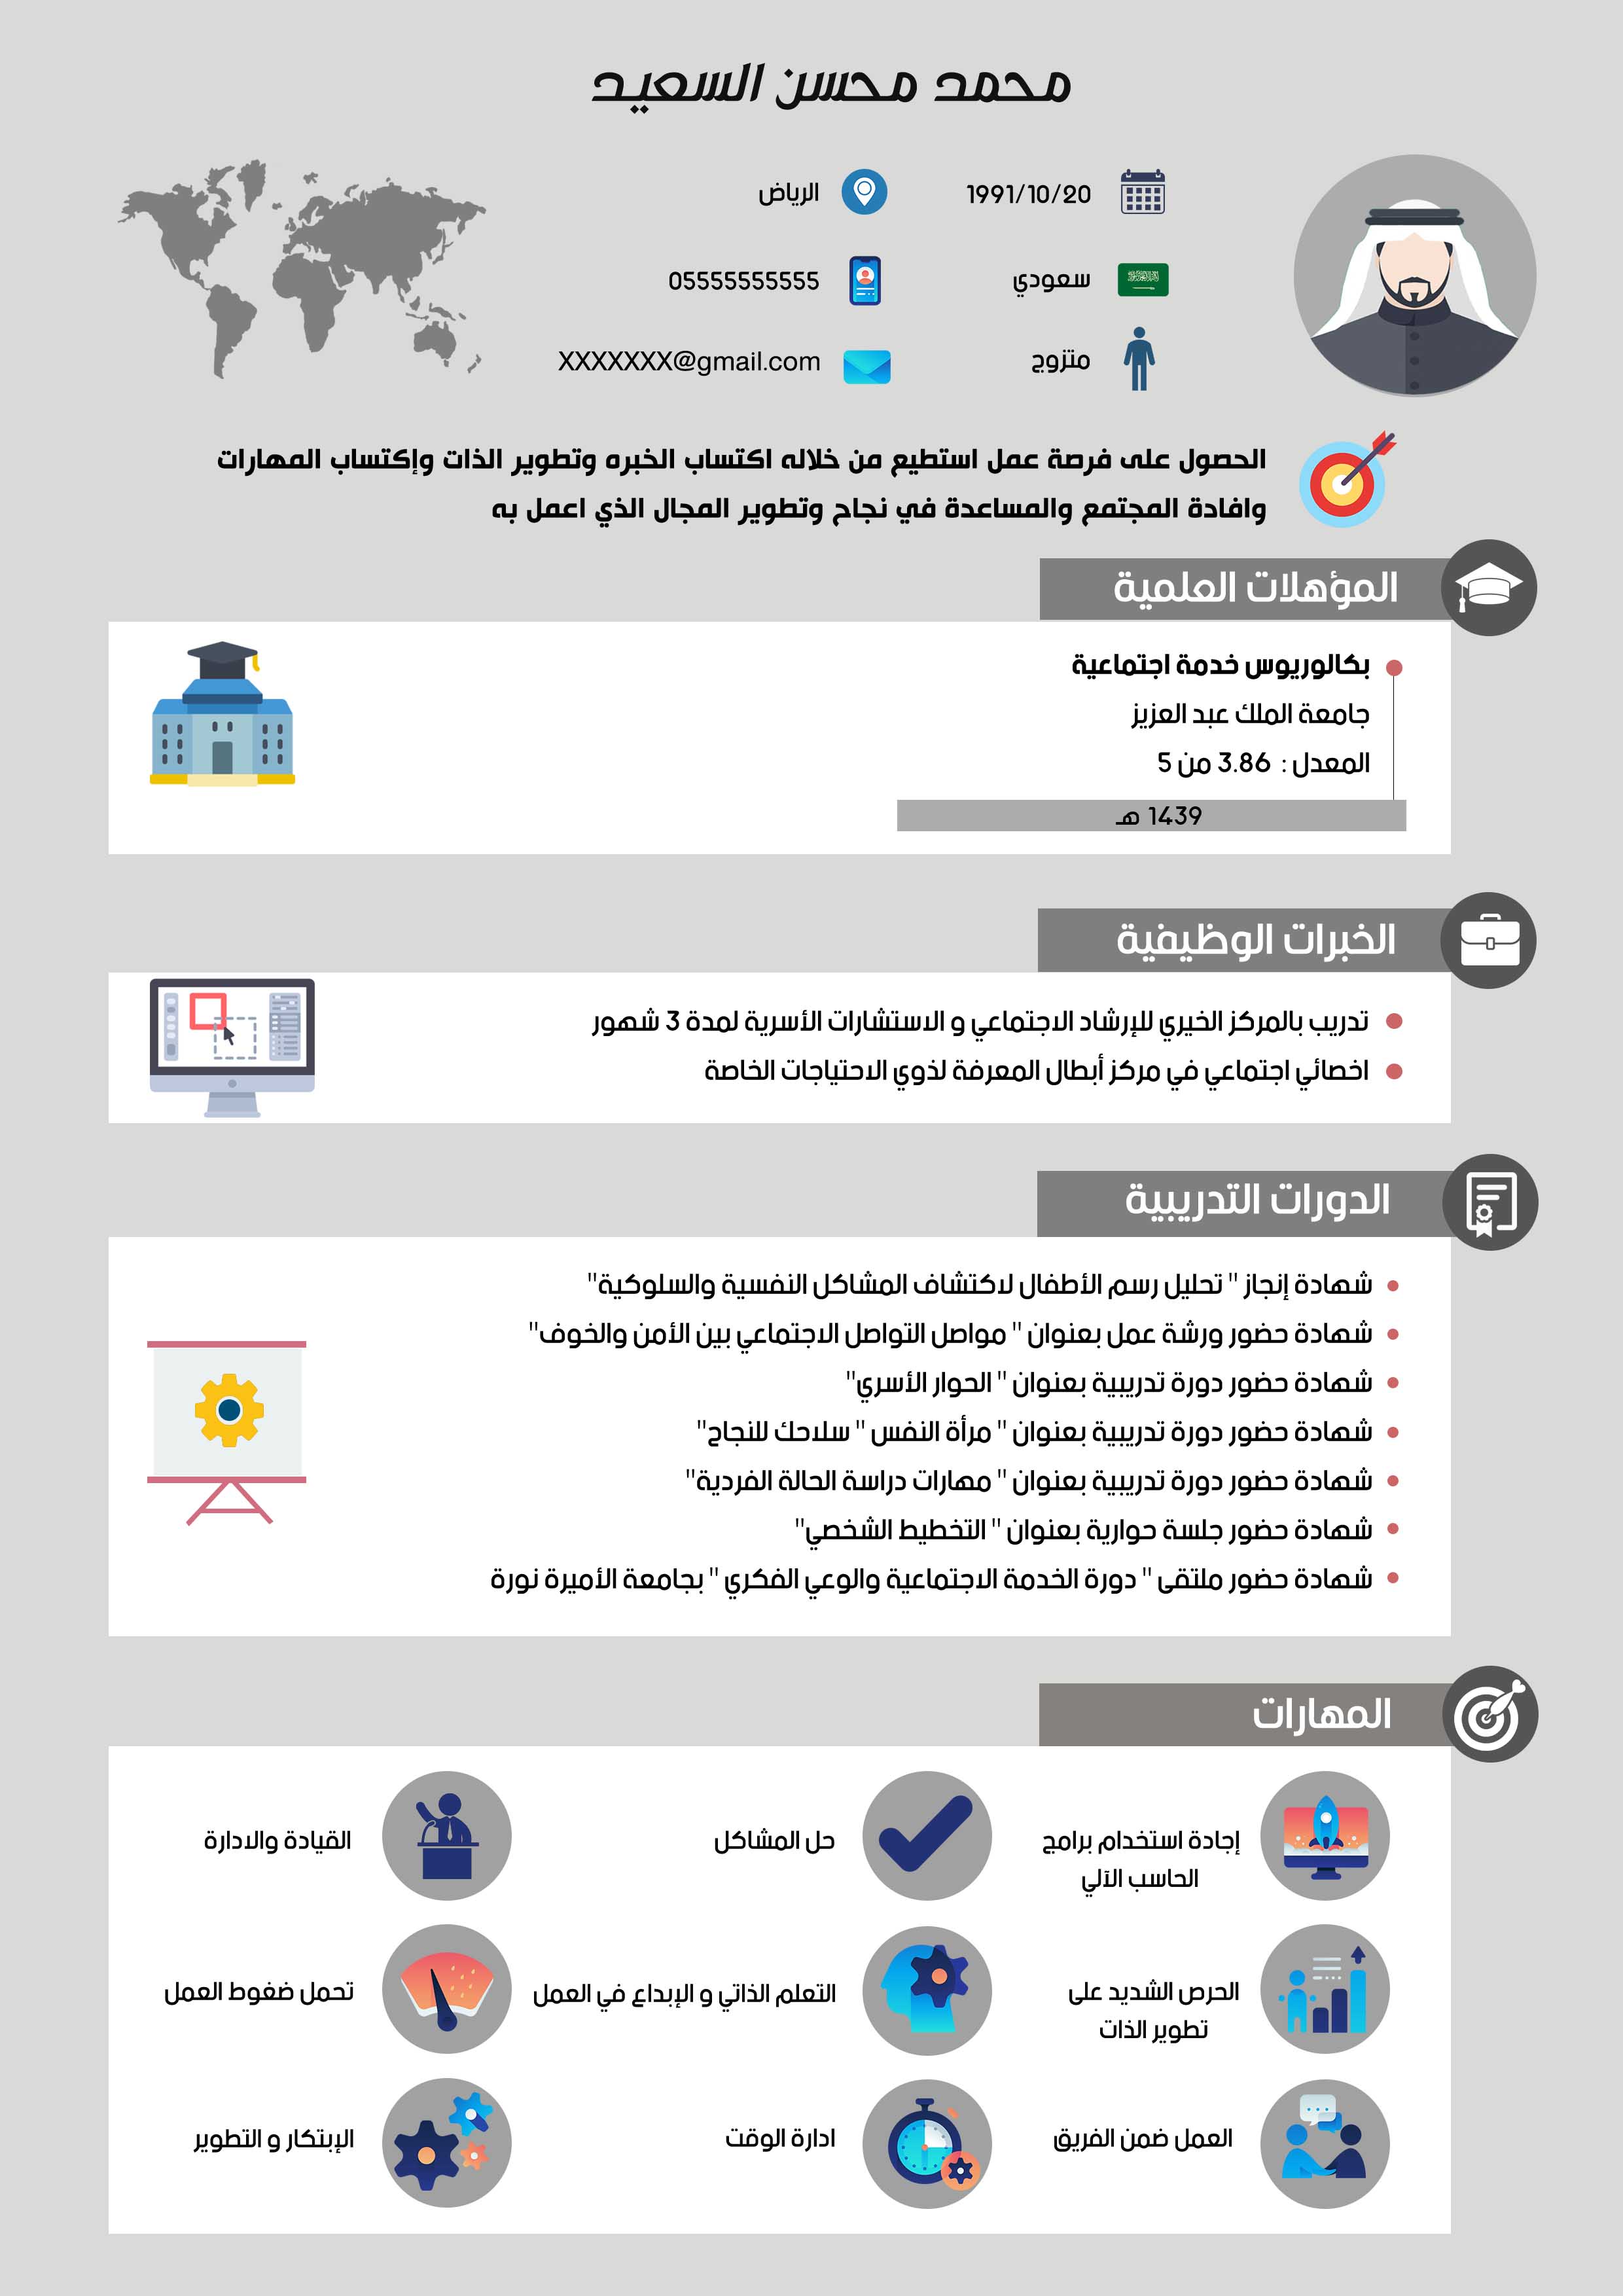 محمد محسن السعيد
1991/10/20
الرياض
سعودي
05555555555
متزوج
XXXXXXX@gmail.com
الحصول على فرصة عمل استطيع من خلاله اكتساب الخبره وتطوير الذات وإكتساب المهارات
وافادة المجتمع والمساعدة في نجاح وتطوير المجال الذي اعمل به
المؤهلات العلمية
بكالوريوس خدمة اجتماعية
جامعة الملك عبد العزيز
المعدل : 3.86 من 5
1439 هـ
الخبرات الوظيفية
تدريب بالمركز الخيري للإرشاد الاجتماعي و الاستشارات الأسرية لمدة 3 شهور
اخصائي اجتماعي في مركز أبطال المعرفة لذوي الاحتياجات الخاصة
الدورات التدريبية
شهادة إنجاز " تحليل رسم الأطفال لاكتشاف المشاكل النفسية والسلوكية"
شهادة حضور ورشة عمل بعنوان " مواصل التواصل الاجتماعي بين الأمن والخوف"
شهادة حضور دورة تدريبية بعنوان " الحوار الأسري"
شهادة حضور دورة تدريبية بعنوان " مرأة النفس " سلاحك للنجاح"
شهادة حضور دورة تدريبية بعنوان " مهارات دراسة الحالة الفردية"
شهادة حضور جلسة حوارية بعنوان " التخطيط الشخصي"
شهادة حضور ملتقى " دورة الخدمة الاجتماعية والوعي الفكري " بجامعة الأميرة نورة
المهارات
إجادة استخدام برامج
الحاسب الآلي
حل المشاكل
القيادة والادارة
الحرص الشديد على
تطوير الذات
التعلم الذاتي و الإبداع في العمل
تحمل ضغوط العمل
العمل ضمن الفريق
ادارة الوقت
الإبتكار و التطوير